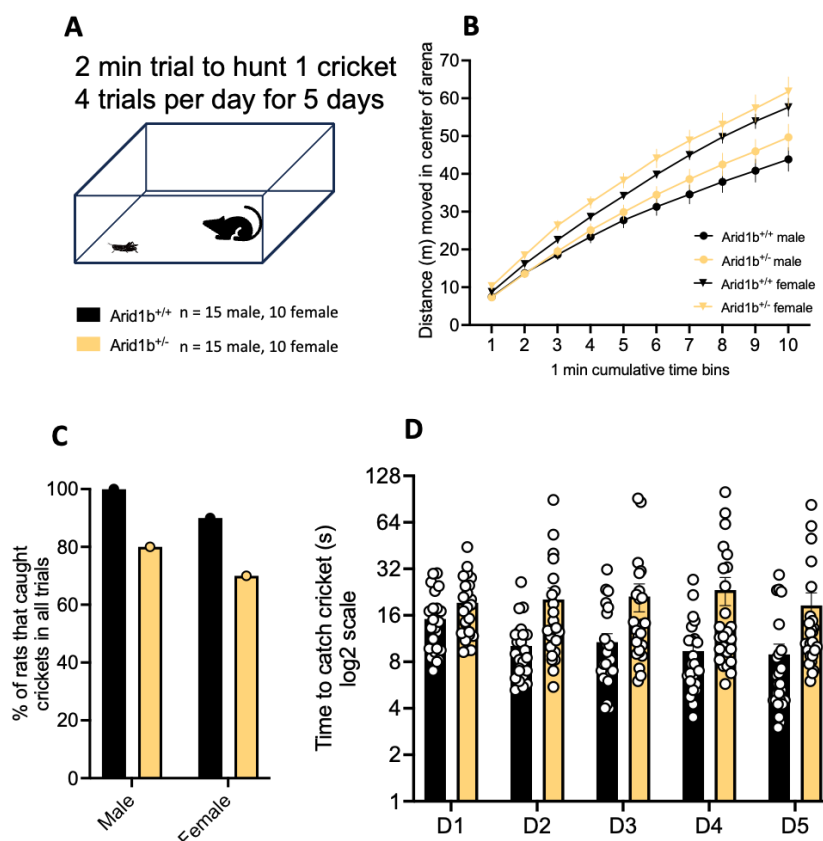 A
2 min trial to hunt 1 cricket
4 trials per day for 5 days
Arid1b+/+ n = 15 male, 10 female
Arid1b+/- n = 15 male, 10 female
B
Distance (m) moved in center of arena
70
60
50
40
30
20
10
0
Arid1b+/+ male
Arid1b+/- male
Arid1b+/+ female
Arid1b+/- female
1 2 3 4 5 6 7 8 9 10
1 min cumulative time bins
C
% of rats that caught
crickets in all trials
100
80
60
40
20
0
Male
Female
D
Time to catch cricket (s)
log2 scale
128
64
32
16
8
4
2
1
D1 D2 D3 D4 D5